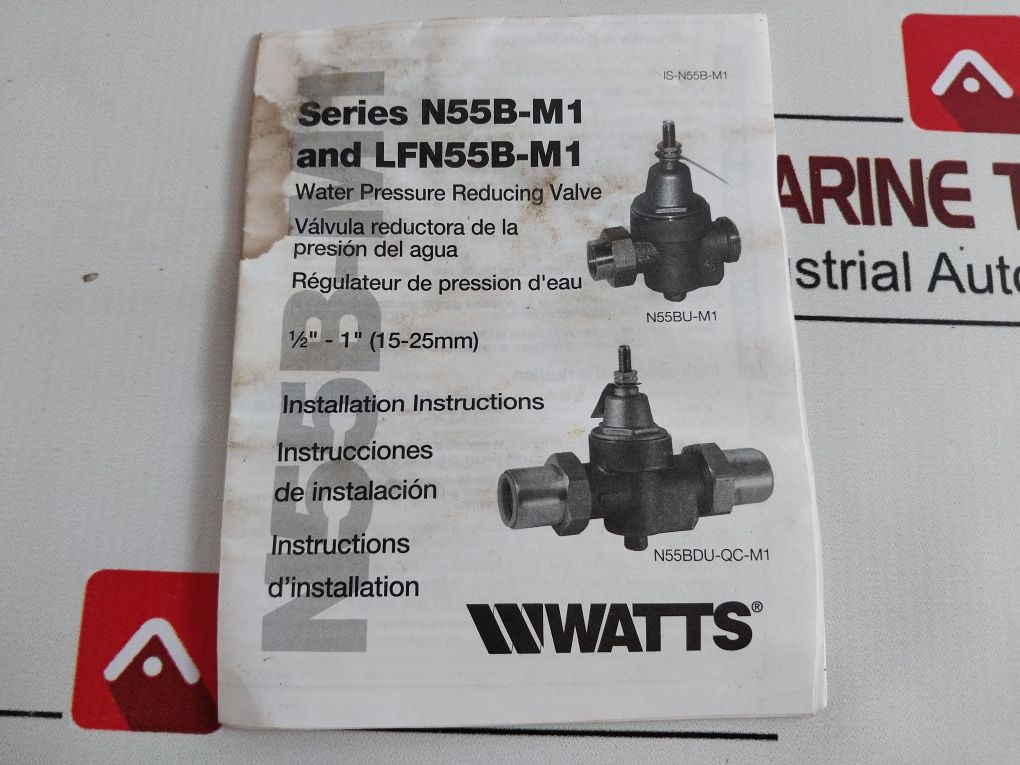 IS-N55B-M1
Series N55B-M1
and LFN55B-M1
Water Pressure Reducing Valve
Válvula reductora de la
presión del agua
Régulateur de pression d'eau
½" - 1" (15-25mm)
Installation Instructions
Instrucciones
de instalación
Instructions
d'installation
N55B-M1
N55BU-M1
N55BDU-QC-M1
WATTS®
ARINE T
ustrial Auto